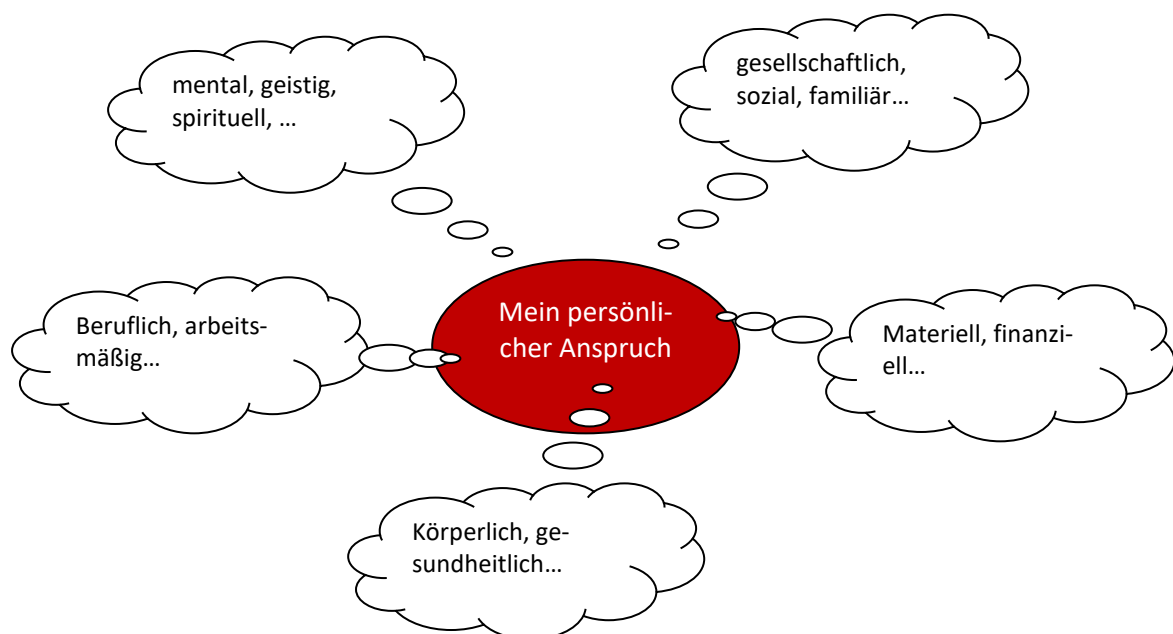 mental, geistig,
spirituell, ...
gesellschaftlich,
sozial, familiär...
Mein persönli-
cher Anspruch
Beruflich, arbeits-
mäßig...
Materiell, finanzi-
ell...
Körperlich, ge-
sundheitlich...